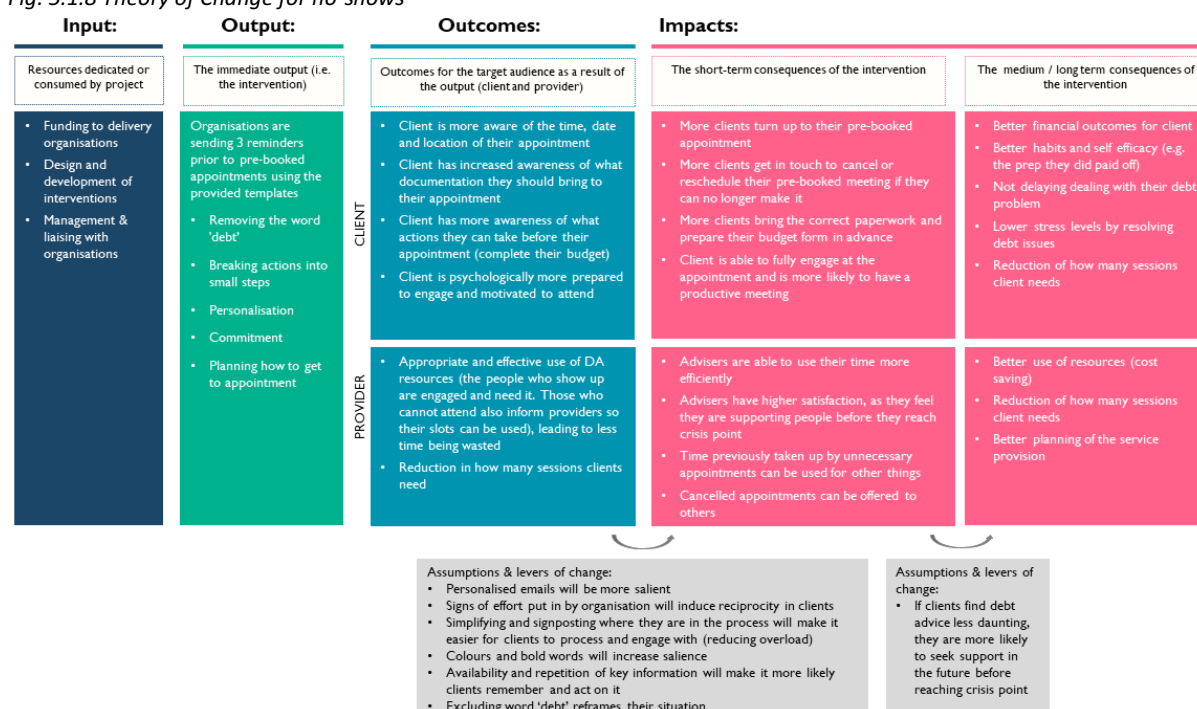 Fig. 3.1.8 Theory of Change for no-shows
Input:
Output:
Outcomes:
Impacts:
Resources dedicated or
consumed by project
The immediate output (i.e.
the intervention)
Outcomes for the target audience as a result of
the output (client and provider)
The short-term consequences of the intervention
The medium / long term consequences of
the intervention
• Funding to delivery
organisations
• Design and
development of
interventions
• Management &
liaising with
organisations
Organisations are
sending 3 reminders
prior to pre-booked
appointments using the
provided templates
• Removing the word
'debt'
• Breaking actions into
small steps
• Personalisation
• Commitment
• Planning how to get
to appointment
CLIENT
• Client is more aware of the time, date
and location of their appointment
• Client has increased awareness of what
documentation they should bring to
their appointment
• Client has more awareness of what
actions they can take before their
appointment (complete their budget)
• Client is psychologically more prepared
to engage and motivated to attend
• More clients turn up to their pre-booked
appointment
• More clients get in touch to cancel or
reschedule their pre-booked meeting if they
can no longer make it
• More clients bring the correct paperwork and
prepare their budget form in advance
• Client is able to fully engage at the
appointment and is more likely to have a
productive meeting
• Better financial outcomes for client
• Better habits and self efficacy (e.g.
the prep they did paid off)
• Not delaying dealing with their debt
problem
• Lower stress levels by resolving
debt issues
• Reduction of how many sessions
client needs
PROVIDER
• Appropriate and effective use of DA
resources (the people who show up
are engaged and need it. Those who
cannot attend also inform providers so
their slots can be used), leading to less
time being wasted
• Reduction in how many sessions clients
need
• Advisers are able to use their time more
efficiently
• Advisers have higher satisfaction, as they feel
they are supporting people before they reach
crisis point
• Time previously taken up by unnecessary
appointments can be used for other things
• Cancelled appointments can be offered to
others
• Better use of resources (cost
saving)
• Reduction of how many sessions
client needs
• Better planning of the service
provision
Assumptions & levers of change:
• Personalised emails will be more salient
• Signs of effort put in by organisation will induce reciprocity in clients
• Simplifying and signposting where they are in the process will make it
easier for clients to process and engage with (reducing overload)
• Colours and bold words will increase salience
• Availability and repetition of key information will make it more likely
clients remember and act on it
• Excluding word 'debt' reframes their situation
Assumptions & levers of
change:
• If clients find debt
advice less daunting,
they are more likely
to seek support in
the future before
reaching crisis point